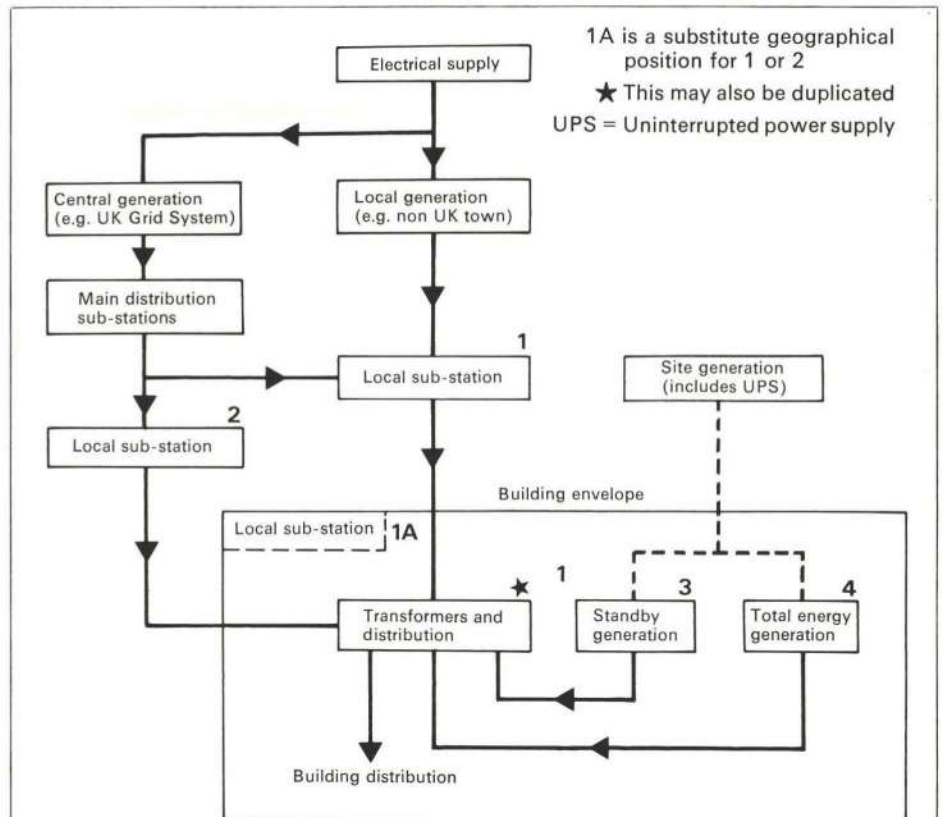 Electrical supply
1A is a substitute geographical
position for 1 or 2
★ This may also be duplicated
UPS = Uninterrupted power supply
Central generation
(e.g. UK Grid System)
Local generation
(e.g. non UK town)
Main distribution
sub-stations
1
Local sub-station
Site generation
(includes UPS)
2
Local sub-station
Building envelope
Local sub-station
1A
★ 1
Transformers and
distribution
3
Standby
generation
4
Total energy
generation
Building distribution